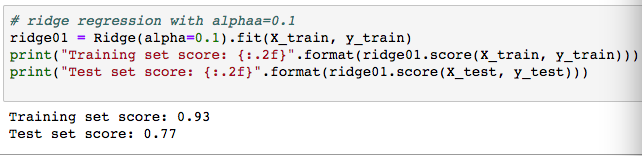 # ridge regression with alphaa=0.1
ridge01 = Ridge(alpha=0.1).fit(X_train, y_train)
print("Training set score: {:.2f}".format(ridge01.score(X_train, y_train)))
print("Test set score: {:.2f}".format(ridge01.score(X_test, y_test)))
Training set score: 0.93
Test set score: 0.77